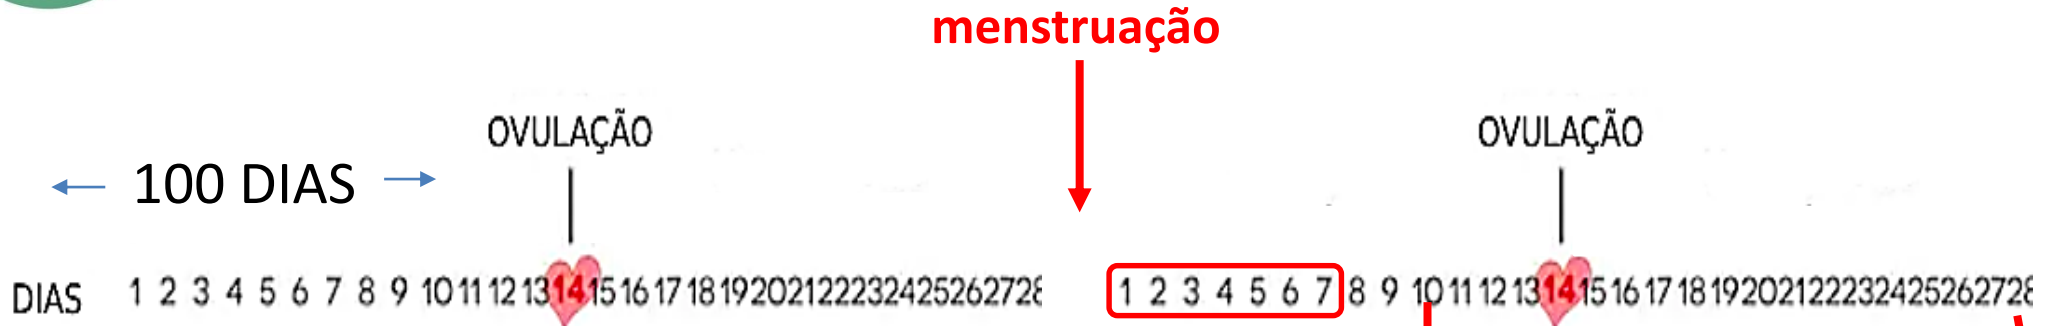 menstruação
OVULAÇÃO
OVULAÇÃO
100 DIAS
DIAS 1 2 3 4 5 6 7 8 9 10 11 12 13 14 15 16 17 18 19 20 21 22 23 24 25 26 27 28
1 2 3 4 5 6 7 8 9 10 11 12 13 14 15 16 17 18 19 20 21 22 23 24 25 26 27 28